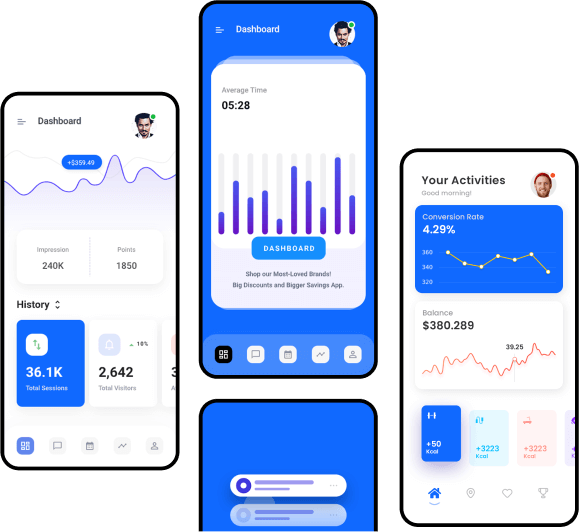 Dashboard
+$359.49
Impression
Points
240K
1850
History
36.1K
Total Sessions
10%
2,642
Total Visitors
3
A
Dashboard
Average Time
05:28
DASHBOARD
Shop our Most-Loved Brands!
Big Discounts and Bigger Savings App.
Your Activities
Good morning!
Conversion Rate
4.29%
360
340
320
Balance
$380.289
39.25
+50
Kcal
+3223
Kcal
+3223
Kcal